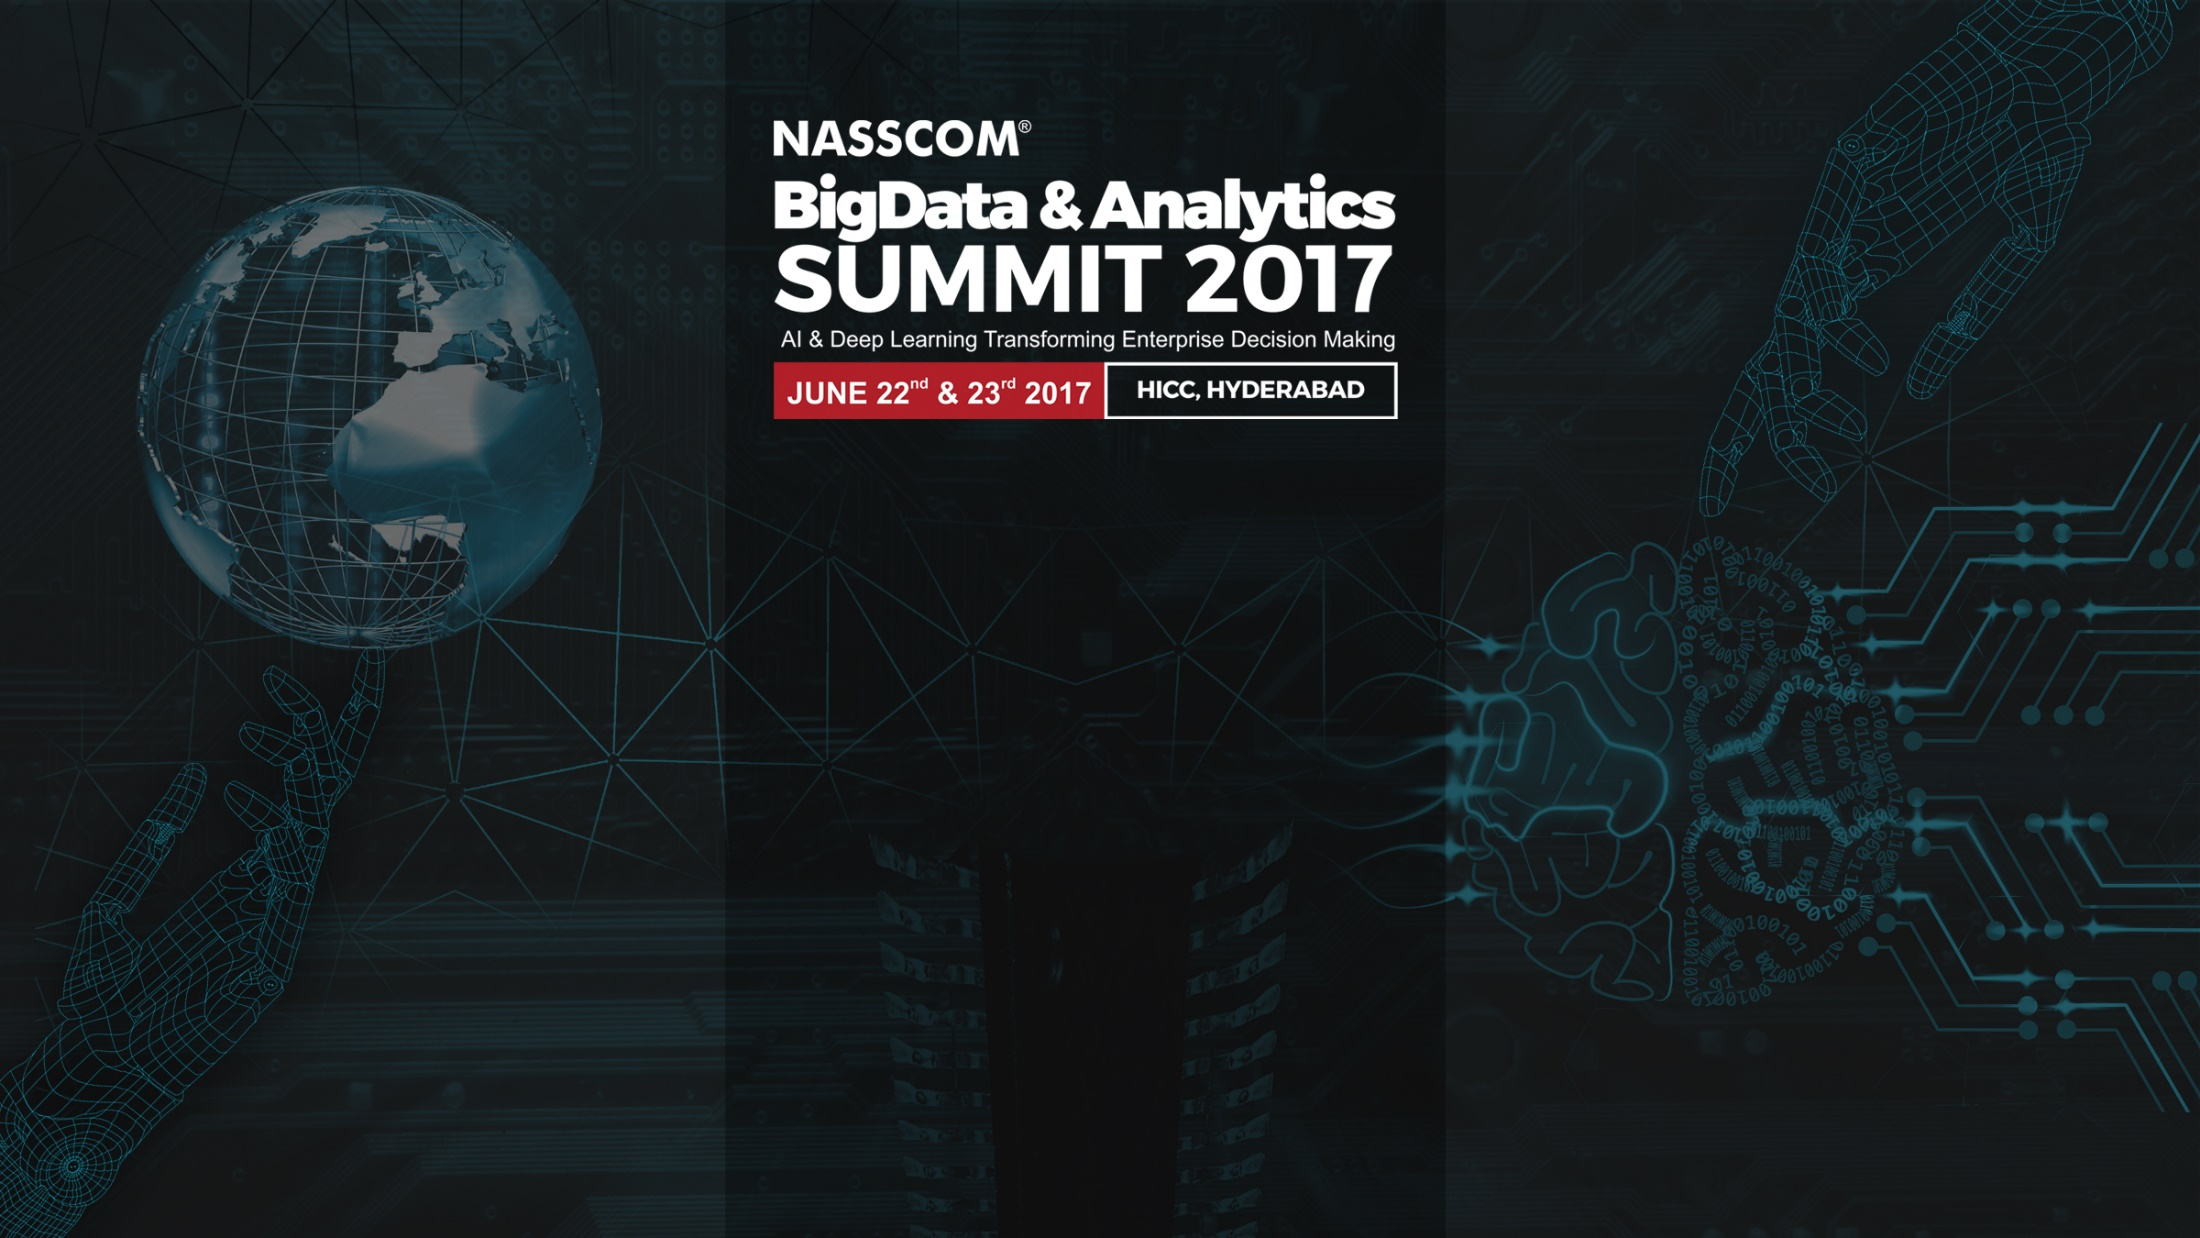 NASSCOM®
BigData & Analytics
SUMMIT 2017
AI & Deep Learning Transforming Enterprise Decision Making
JUNE 22nd & 23rd 2017
HICC, HYDERABAD